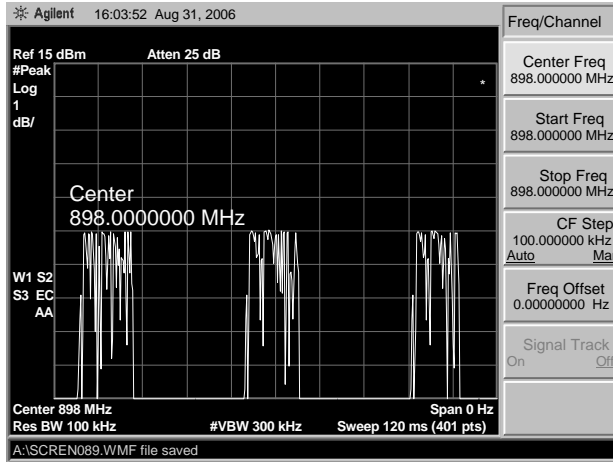 Agilent 16:03:52 Aug 31, 2006
Ref 15 dBm Atten 25 dB
#Peak
Log
1
dB/
*
Center
898.0000000 MHz
W1 S2
S3 EC
AA
Center 898 MHz Span 0 Hz
Res BW 100 kHz #VBW 300 kHz Sweep 120 ms (401 pts)
A:\SCREN089.WMF file saved
Freq/Channel
Center Freq
898.000000 MHz
Start Freq
898.000000 MHz
Stop Freq
898.000000 MHz
CF Step
100.000000 kHz
Auto Ma
Freq Offset
0.00000000 Hz
Signal Track
On Off